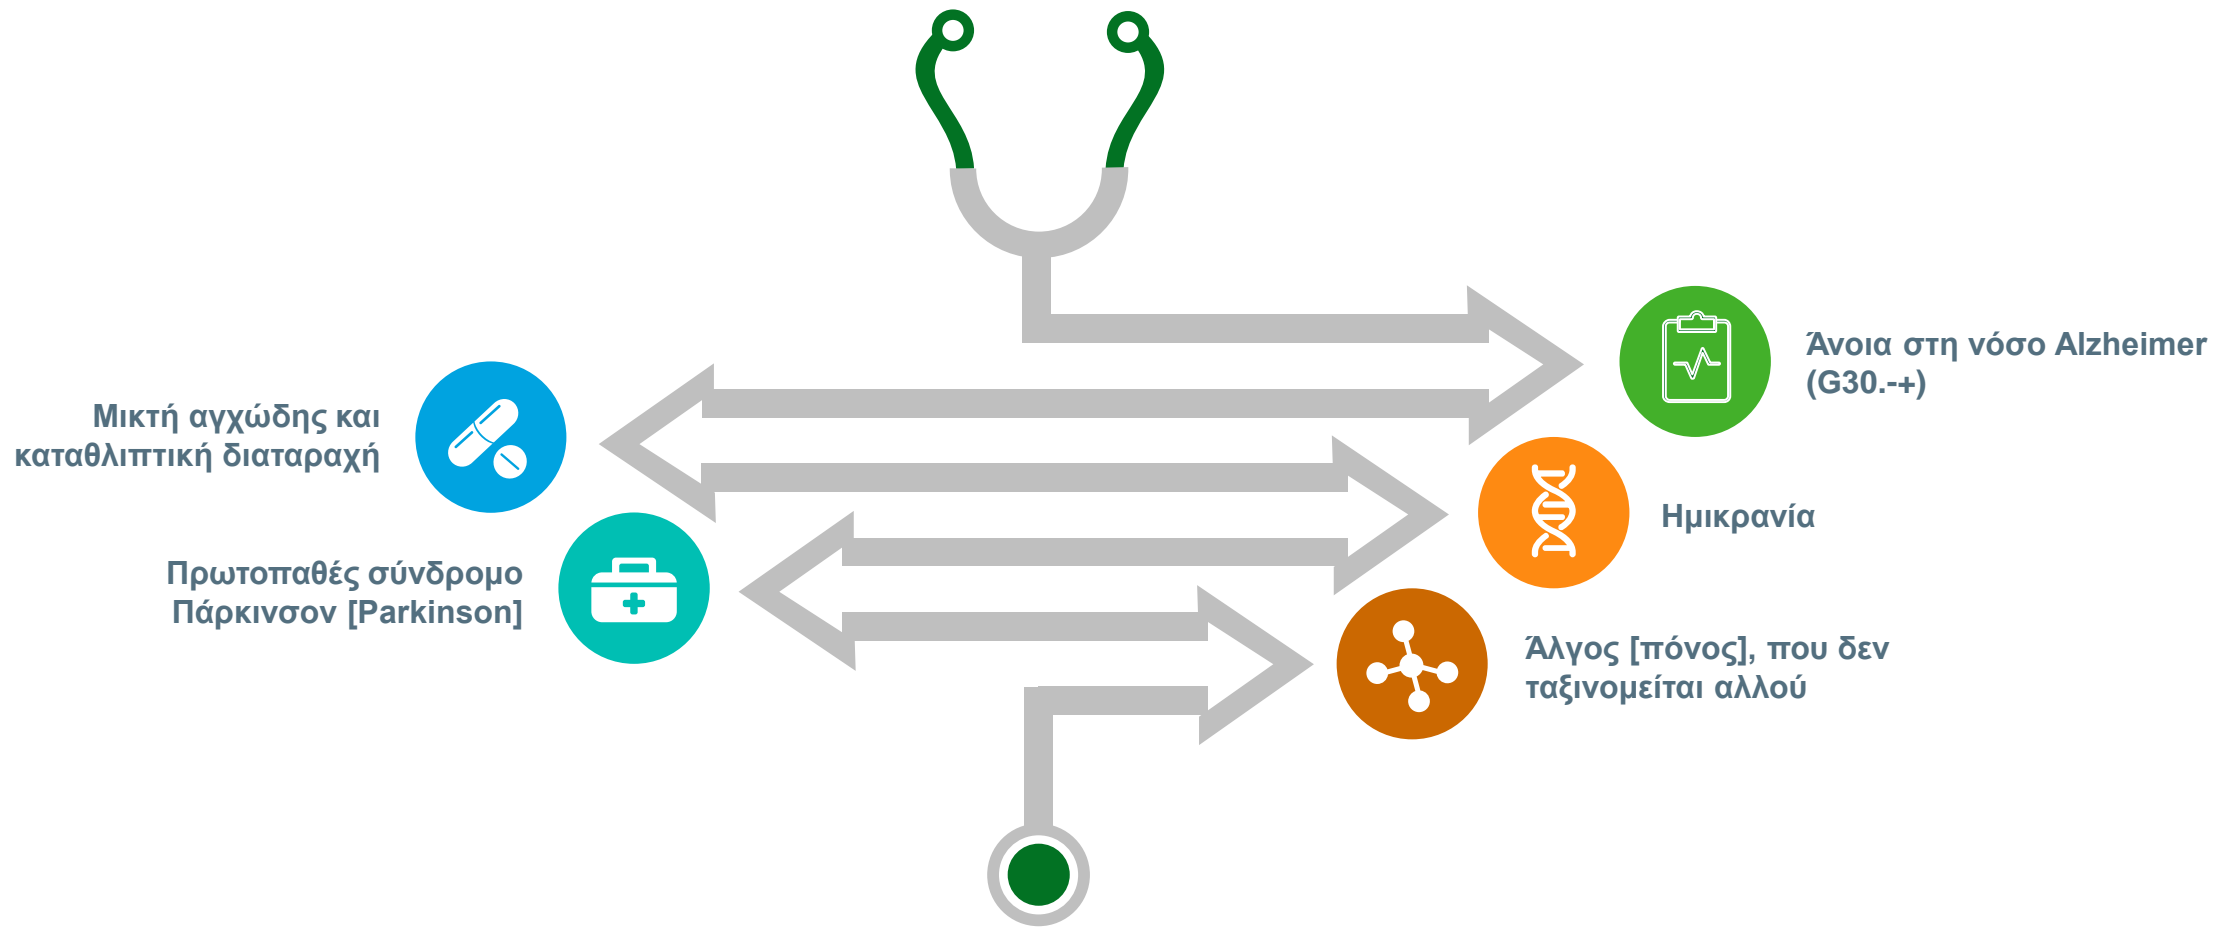 Άνοια στη νόσο Alzheimer
(G30.-+)
Μικτή αγχώδης και
καταθλιπτική διαταραχή
Ημικρανία
Πρωτοπαθές σύνδρομο
Πάρκινσον [Parkinson]
Άλγος [πόνος], που δεν
ταξινομείται αλλού